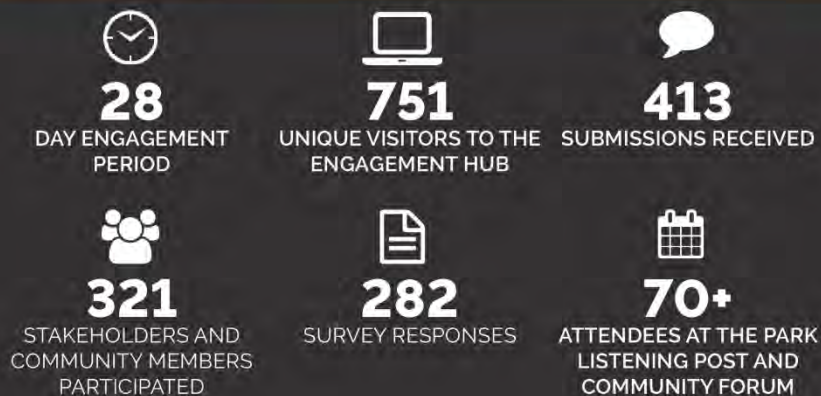 28
DAY ENGAGEMENT
PERIOD
751
UNIQUE VISITORS TO THE
ENGAGEMENT HUB
413
SUBMISSIONS RECEIVED
321
STAKEHOLDERS AND
COMMUNITY MEMBERS
PARTICIPATED
282
SURVEY RESPONSES
70+
ATTENDEES AT THE PARK
LISTENING POST AND
COMMUNITY FORUM